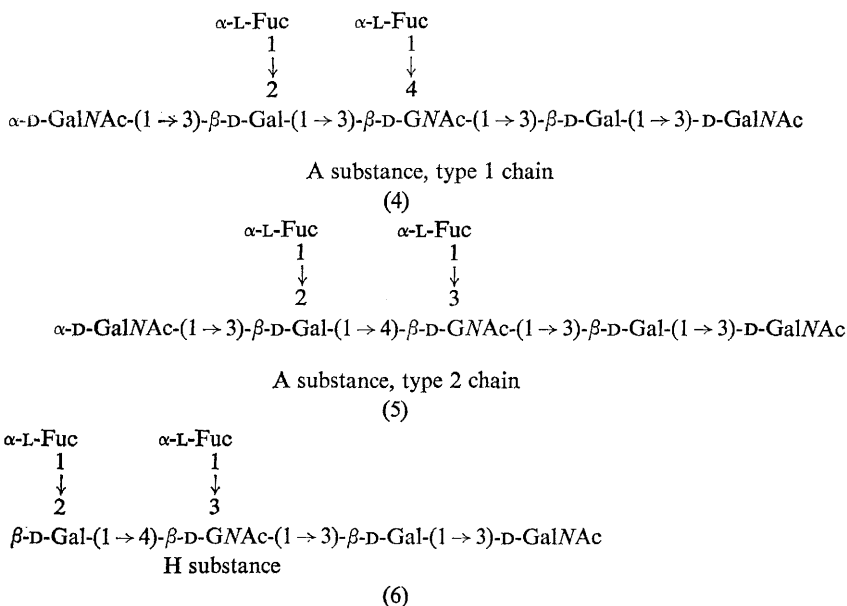 α-L-Fuc α-L-Fuc
1 1
↓ ↓
2 4
α-D-GalNAc-(1 → 3)-β-D-Gal-(1 → 3)-β-D-GNAc-(1 → 3)-β-D-Gal-(1 → 3)-D-GalNAc
A substance, type 1 chain
(4)
α-L-Fuc α-L-Fuc
1 1
↓ ↓
2 3
α-D-GalNAc-(1 → 3)-β-D-Gal-(1 → 4)-β-D-GNAc-(1 → 3)-β-D-Gal-(1 → 3)-D-GalNAc
A substance, type 2 chain
(5)
α-L-Fuc α-L-Fuc
1 1
↓ ↓
2 3
β-D-Gal-(1 → 4)-β-D-GNAc-(1 → 3)-β-D-Gal-(1 → 3)-D-GalNAc
H substance
(6)